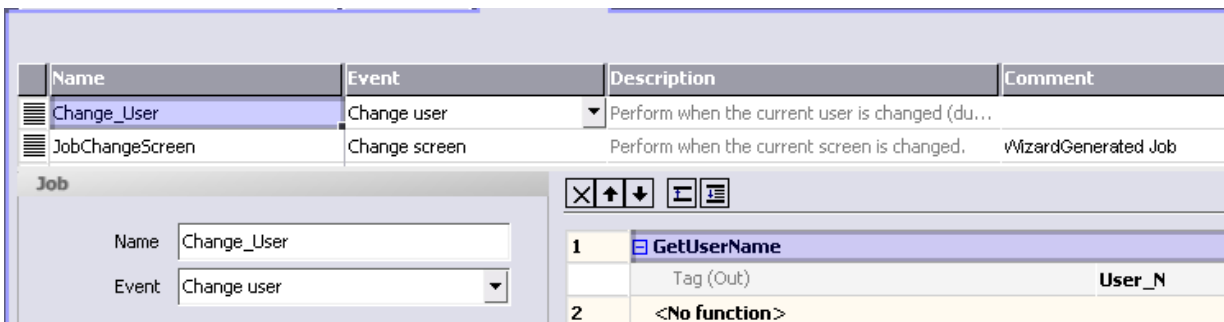 Name Event Description Comment
Change_User Change user Perform when the current user is changed (du...
JobChangeScreen Change screen Perform when the current screen is changed. WizardGenerated Job
Job
Name Change_User
Event Change user
1 GetUserName
Tag (Out) User_N
2 <No function>